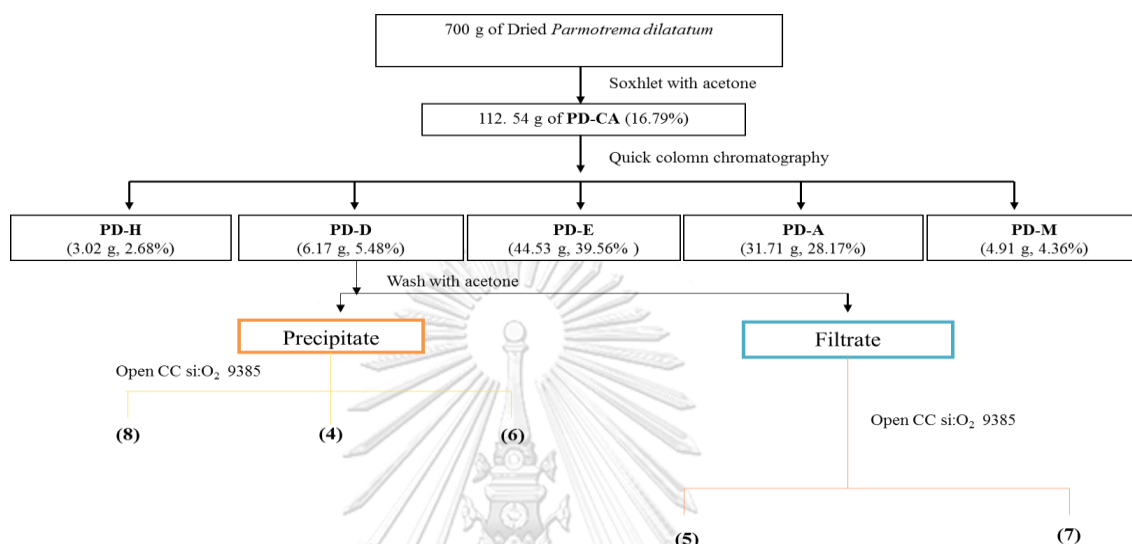 700 g of Dried Parmotrema dilatatum
Soxhlet with acetone
112. 54 g of PD-CA (16.79%)
Quick colomn chromatography
PD-H
(3.02 g, 2.68%)
PD-D
(6.17 g, 5.48%)
PD-E
(44.53 g, 39.56% )
PD-A
(31.71 g, 28.17%)
PD-M
(4.91 g, 4.36%)
Wash with acetone
Precipitate
Filtrate
Open CC si:O₂ 9385
Open CC si:O₂ 9385
(8)
(4)
(6)
(5)
(7)